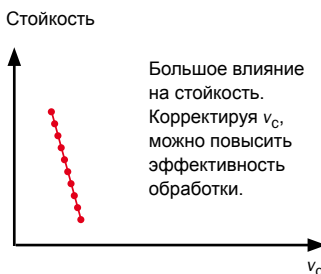 Стойкость
Большое влияние
на стойкость.
Корректируя vc,
можно повысить
эффективность
обработки.
vc